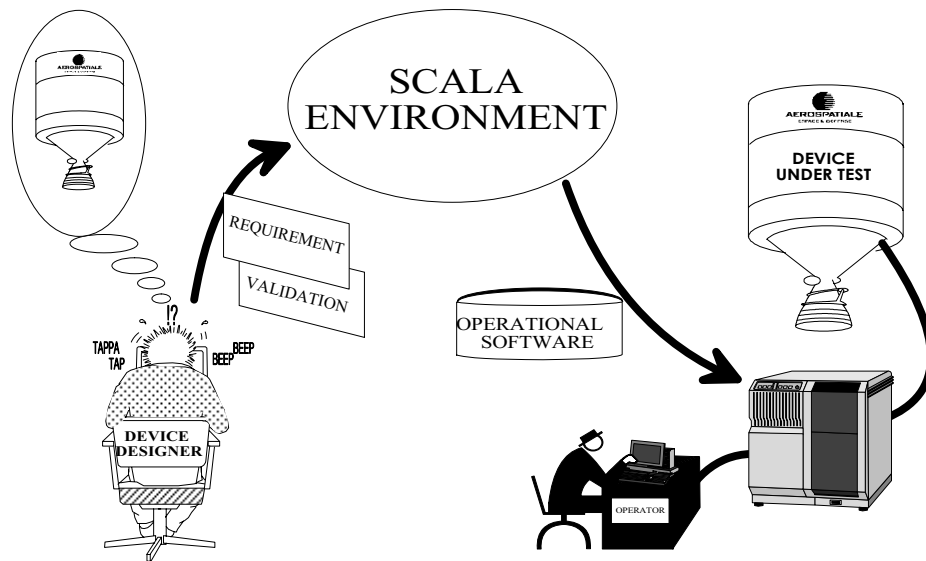 AEROSPATIALE
SCALA
ENVIRONMENT
AEROSPATIALE
ESPACE & DEFENSE
DEVICE
UNDER TEST
REQUIREMENT
VALIDATION
OPERATIONAL
SOFTWARE
!?
TAPPA
TAP
BEEP BEEP
DEVICE
DESIGNER
OPERATOR